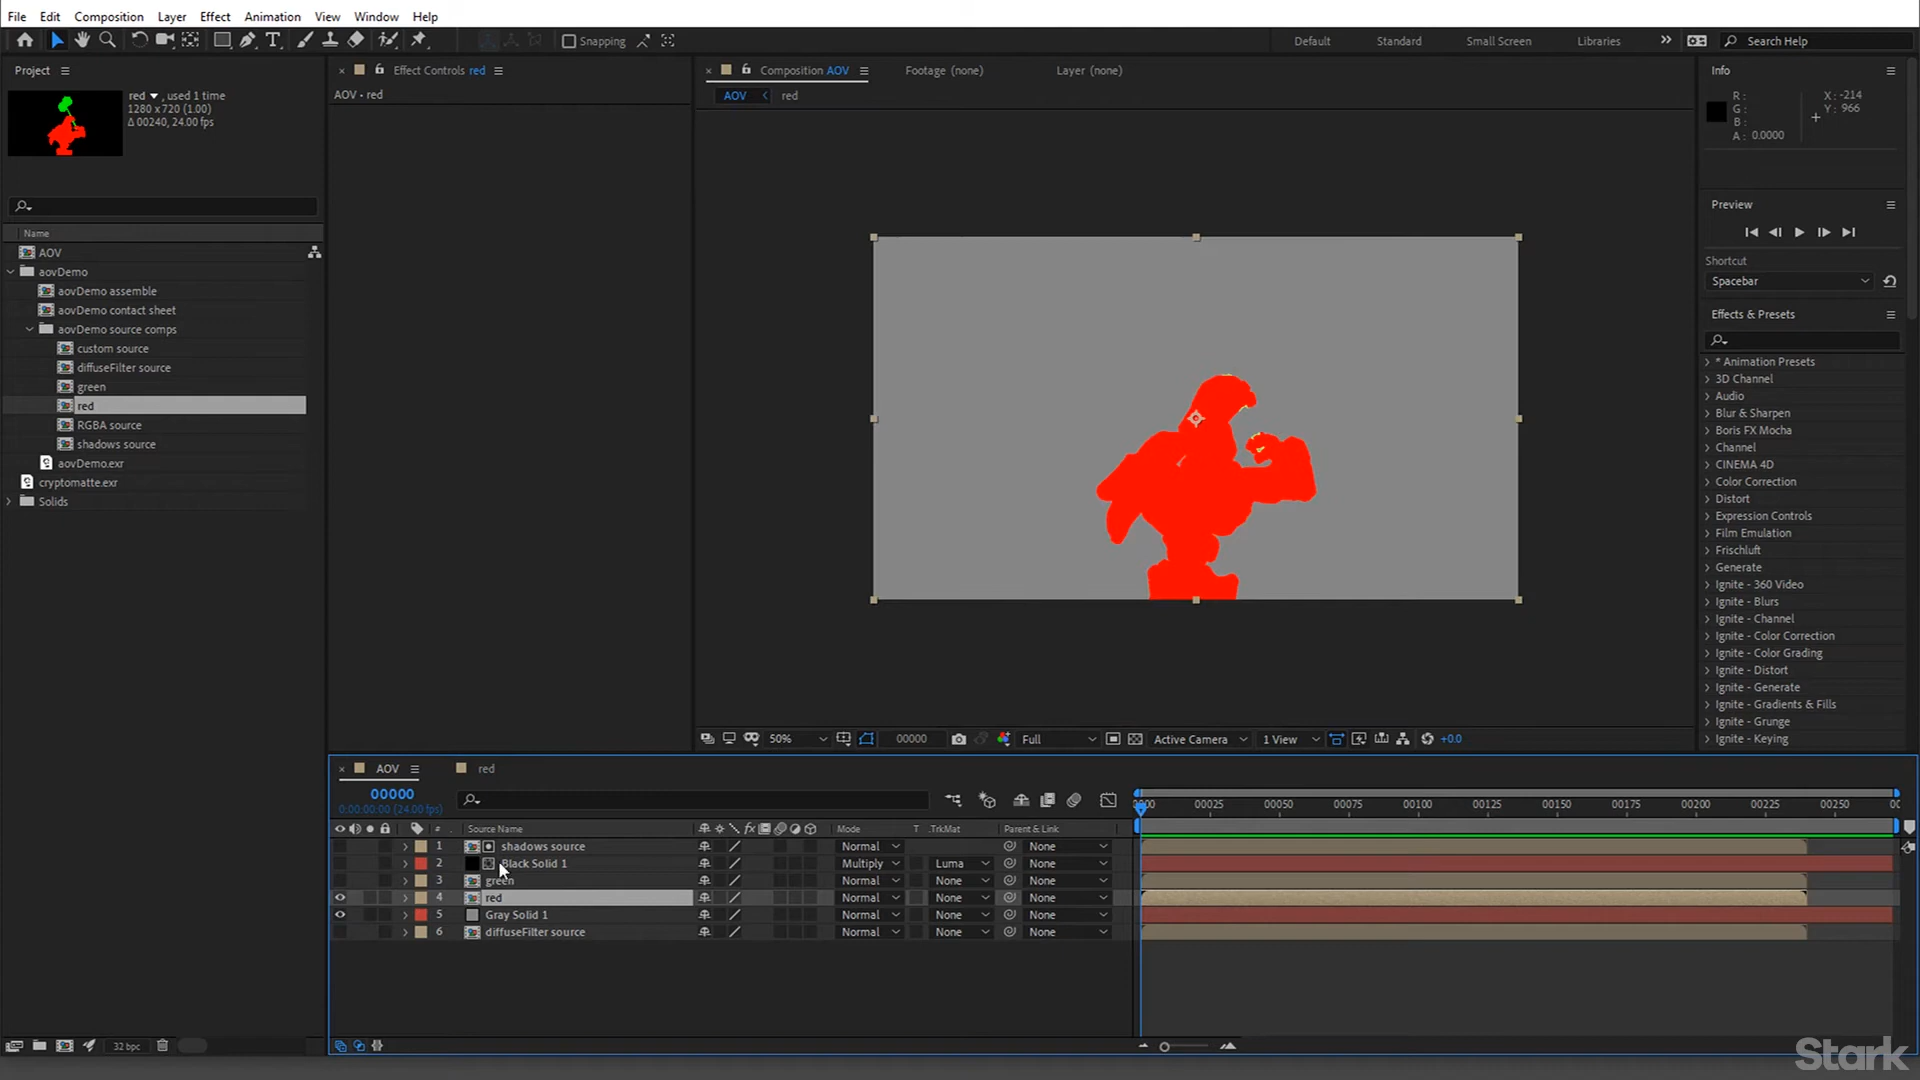 File Edit Composition Layer Effect Animation View Window Help
Snapping
Default Standard Small Screen Libraries Search Help
Project
red , used 1 time
1280 x 720 (1.00)
Δ 00240, 24.00 fps
Name
AOV
aovDemo
aovDemo assemble
aovDemo contact sheet
aovDemo source comps
custom source
diffuseFilter source
green
red
RGBA source
shadows source
aovDemo.exr
cryptomatte.exr
Solids
32 bpc
Effect Controls red
AOV • red
Composition AOV Footage (none) Layer (none)
AOV red
50% 00000 Full Active Camera 1 View +0.0
Info
R : X : -214
G : Y : 966
B :
A : 0.0000
Preview
Shortcut
Spacebar
Effects & Presets
* Animation Presets
3D Channel
Audio
Blur & Sharpen
Boris FX Mocha
Channel
CINEMA 4D
Color Correction
Distort
Expression Controls
Film Emulation
Frischluft
Generate
Ignite - 360 Video
Ignite - Blurs
Ignite - Channel
Ignite - Color Correction
Ignite - Color Grading
Ignite - Distort
Ignite - Generate
Ignite - Gradients & Fills
Ignite - Grunge
Ignite - Keying
AOV red
00000
0:00:00:00 (24.00 fps)
0000 00025 00050 00075 00100 00125 00150 00175 00200 00225 00250 00
# Source Name fx Mode T .TrkMat Parent & Link
1 shadows source Normal None
2 Black Solid 1 Multiply Luma None
3 green Normal None None
4 red Normal None None
5 Gray Solid 1 Normal None None
6 diffuseFilter source Normal None None
Stark